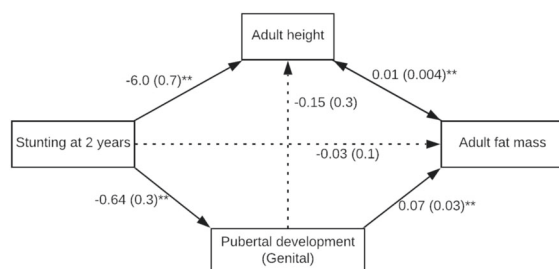 Adult height
-6.0 (0.7)**
0.01 (0.004)**
-0.15 (0.3)
Stunting at 2 years
Adult fat mass
-0.03 (0.1)
-0.64 (0.3)**
0.07 (0.03)**
Pubertal development
(Genital)